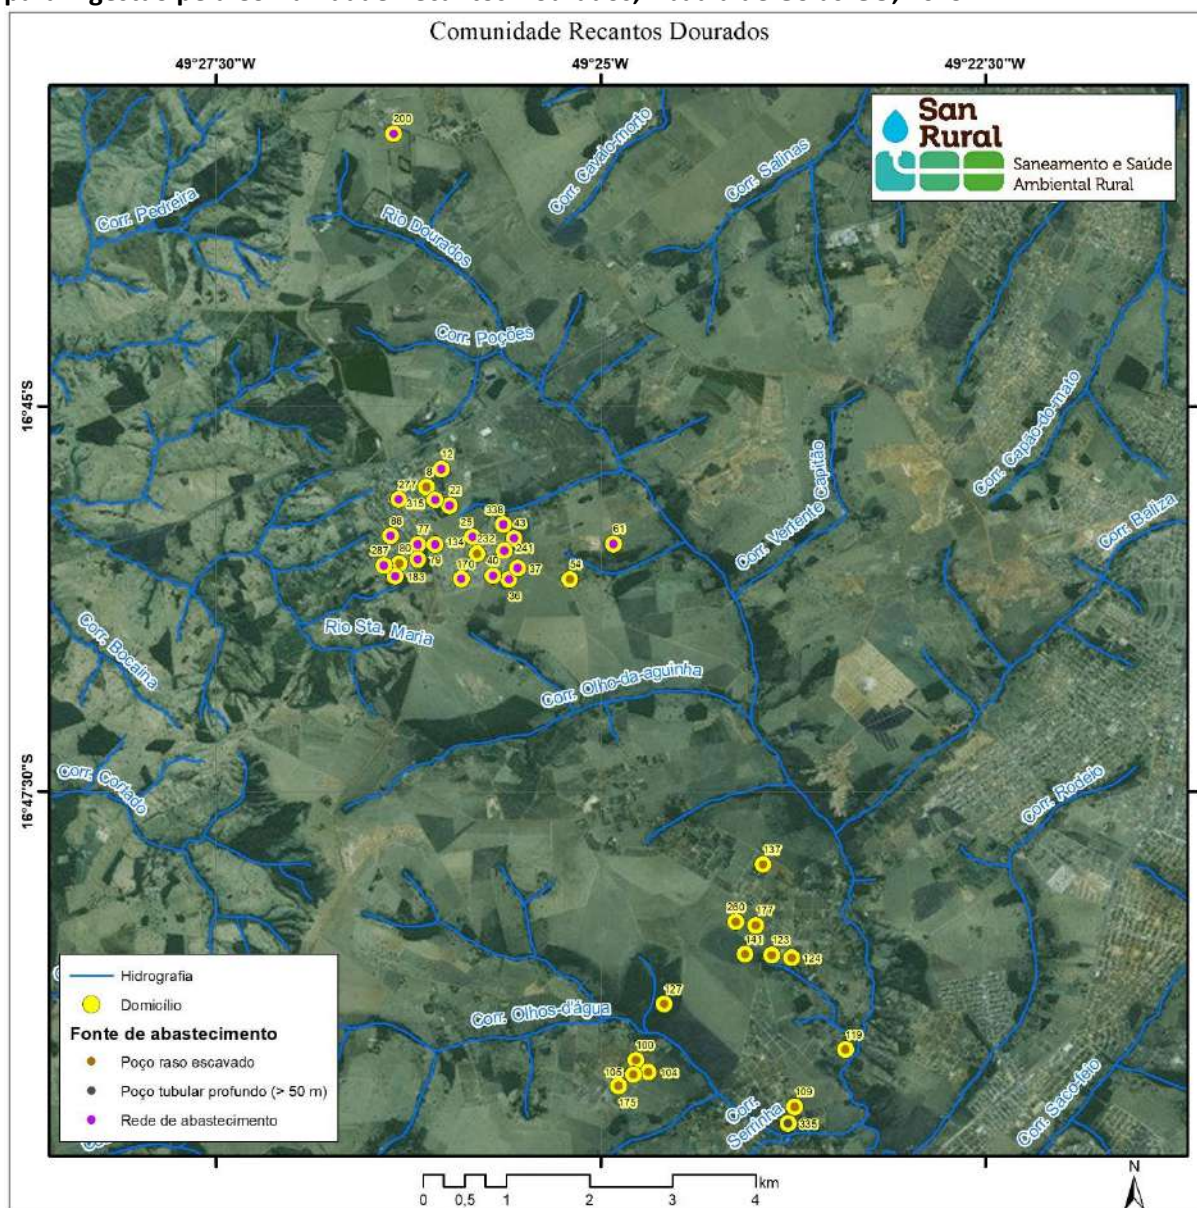 Comunidade Recantos Dourados
49°27'30"W
49°25'W
49°22'30"W
San
Rural
Saneamento e Saúde
Ambiental Rural
200
Corr. Cavalo-morto
Corr. Salinas
Corr. Pedreira
Rio Dourados
Corr. Poções
16°45'S
Corr. Capão-do-mato
12
8
277
315
22
Corr. Vertente Capitão
Corr. Baliza
338
88
77
134
25
232
43
61
241
287
80
79
170
40
37
54
183
36
Rio Sta. Maria
Corr. Bocaina
Corr. Olho-da-aguinha
Corr. Cortado
Corr. Rodeio
16°47'30"S
137
280
177
141
123
124
127
Corr. Olhos-d'água
119
100
105
104
175
109
335
Corr.
Serrinha
Corr. Saco-feio
Hidrografia
Domicílio
Fonte de abastecimento
Poço raso escavado
Poço tubular profundo (> 50 m)
Rede de abastecimento
0 0,5 1 2 3 4 km
N